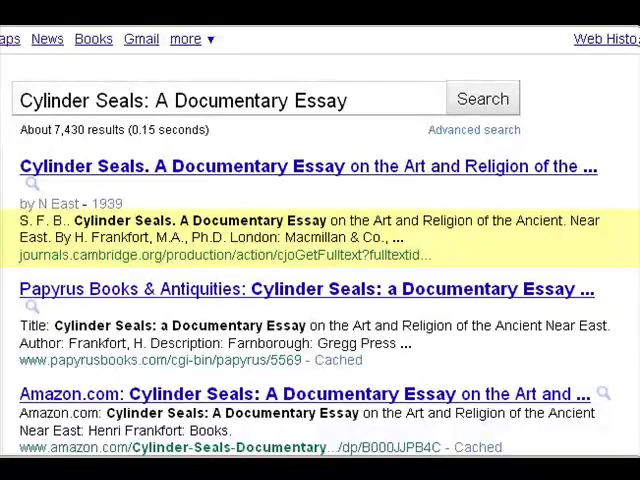 aps News Books Gmail more ▼ Web Histo
Cylinder Seals: A Documentary Essay Search
About 7,430 results (0.15 seconds) Advanced search
Cylinder Seals. A Documentary Essay on the Art and Religion of the ...
by N East - 1939
S. F. B.. Cylinder Seals. A Documentary Essay on the Art and Religion of the Ancient. Near
East. By H. Frankfort, M.A., Ph.D. London: Macmillan & Co., ...
journals.cambridge.org/production/action/cjoGetFulltext?fulltextid...
Papyrus Books & Antiquities: Cylinder Seals: a Documentary Essay ...
Title: Cylinder Seals: a Documentary Essay on the Art and Religion of the Ancient Near East.
Author: Frankfort, H. Description: Farnborough: Gregg Press ...
www.papyrusbooks.com/cgi-bin/papyrus/5569 - Cached
Amazon.com: Cylinder Seals: A Documentary Essay on the Art and ...
Amazon.com: Cylinder Seals: A Documentary Essay on the Art and Religion of the Ancient
Near East: Henri Frankfort: Books.
www.amazon.com/Cylinder-Seals-Documentary.../dp/B000JJPB4C - Cached